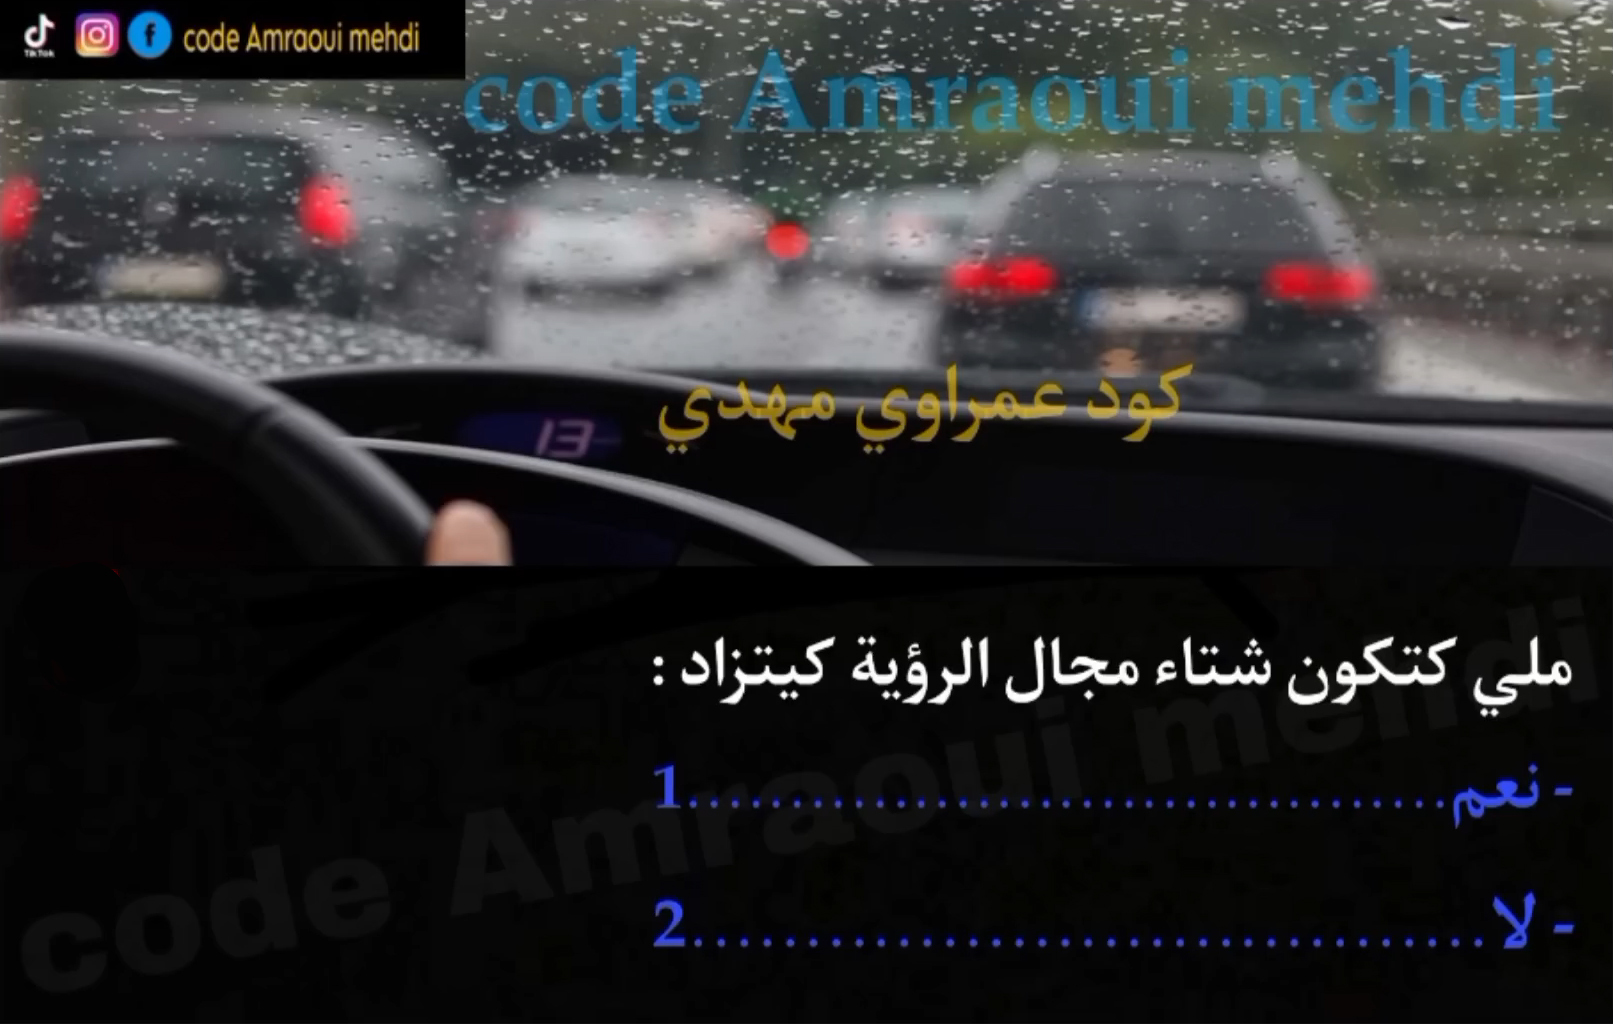 TikTok
code Amraoui mehdi
code Amraoui mehdi
13
كود عمراوي مهدي
ملي كتكون شتاء مجال الرؤية كيتزاد :
- نعم......................................1
- لا......................................2
code Amraoui mehdi